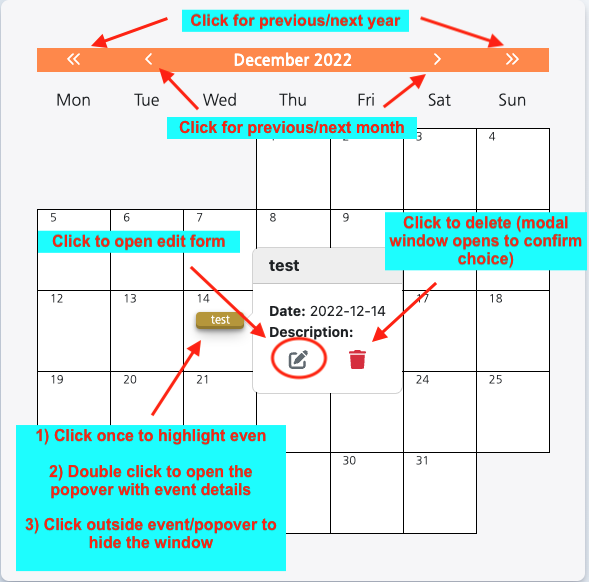 Click for previous/next year
« ‹ December 2022 › »
Mon Tue Wed Thu Fri Sat Sun
Click for previous/next month
3 4
5 6 7 8 9
Click to delete (modal
window opens to confirm
choice)
Click to open edit form
test
12 13 14 17 18
test
Date: 2022-12-14
Description:
19 20 21 24 25
1) Click once to highlight even
2) Double click to open the
popover with event details
3) Click outside event/popover to
hide the window
30 31